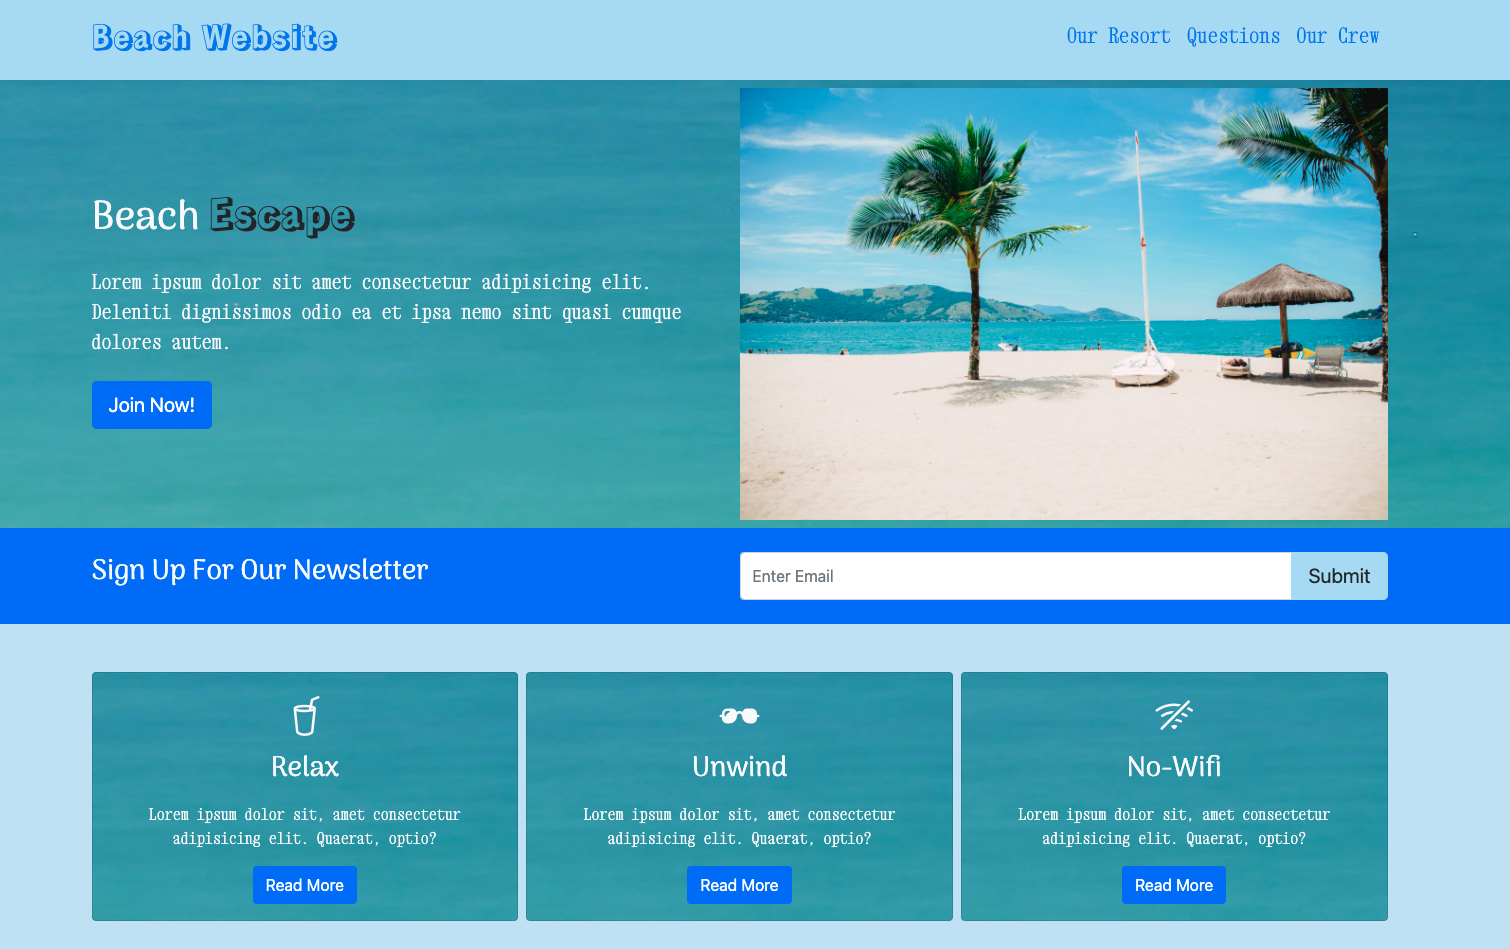 Beach Website
Our Resort Questions Our Crew
Beach Escape
Lorem ipsum dolor sit amet consectetur adipisicing elit.
Deleniti dignissimos odio ea et ipsa nemo sint quasi cumque
dolores autem.
Join Now!
Sign Up For Our Newsletter
Enter Email
Submit
Relax
Lorem ipsum dolor sit, amet consectetur
adipisicing elit. Quaerat, optio?
Read More
Unwind
Lorem ipsum dolor sit, amet consectetur
adipisicing elit. Quaerat, optio?
Read More
No-Wifi
Lorem ipsum dolor sit, amet consectetur
adipisicing elit. Quaerat, optio?
Read More